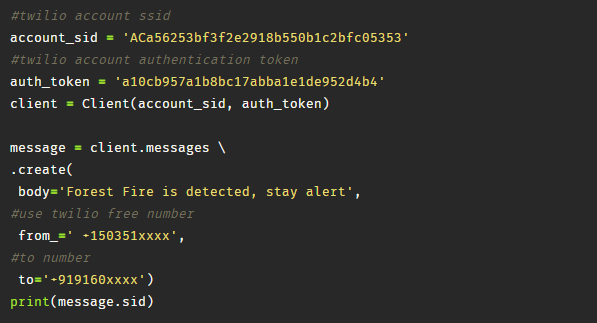 #twilio account ssid
account_sid = 'ACa56253bf3f2e2918b550b1c2bfc05353'
#twilio account authentication token
auth_token = 'a10cb957a1b8bc17abba1e1de952d4b4'
client = Client(account_sid, auth_token)
message = client.messages \
.create(
body='Forest Fire is detected, stay alert',
#use twilio free number
from_=' +150351xxxx',
#to number
to='+919160xxxx')
print(message.sid)